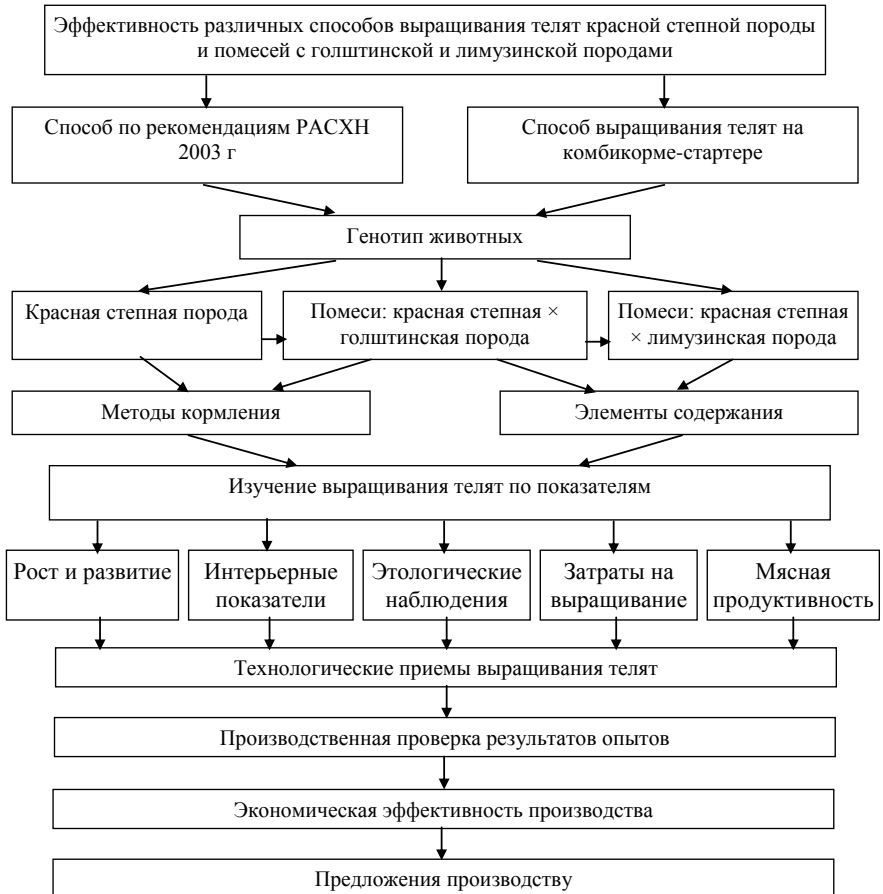 Эффективность различных способов выращивания телят красной степной породы
и помесей с голштинской и лимузинской породами
Способ по рекомендациям РАСХН
2003 г
Способ выращивания телят на
комбикорме-стартере
Генотип животных
Красная степная порода
Помеси: красная степная ×
голштинская порода
Помеси: красная степная
× лимузинская порода
Методы кормления
Элементы содержания
Изучение выращивания телят по показателям
Рост и развитие
Интерьерные
показатели
Этологические
наблюдения
Затраты на
выращивание
Мясная
продуктивность
Технологические приемы выращивания телят
Производственная проверка результатов опытов
Экономическая эффективность производства
Предложения производству